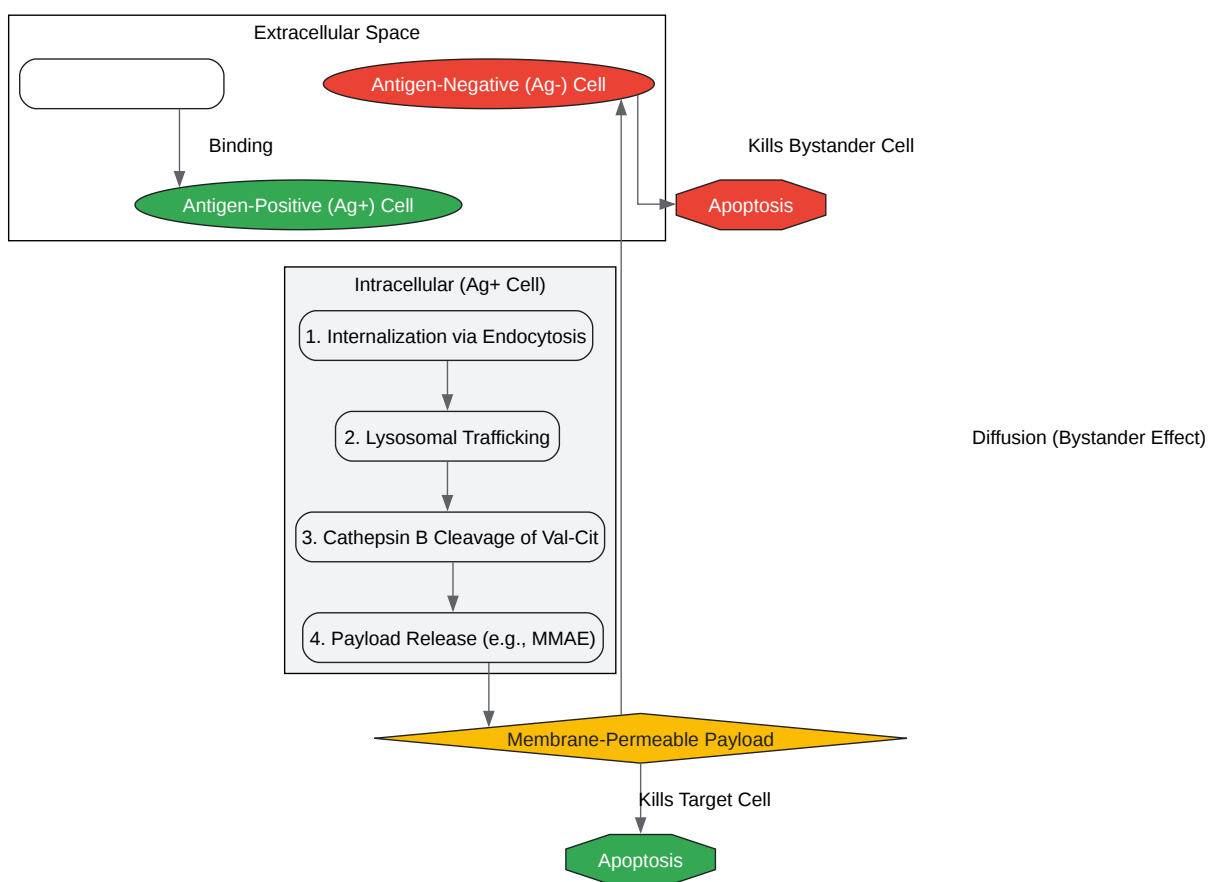 Extracellular Space
Antigen-Negative (Ag-) Cell
Binding
Kills Bystander Cell
Antigen-Positive (Ag+) Cell
Apoptosis
Intracellular (Ag+ Cell)
1. Internalization via Endocytosis
2. Lysosomal Trafficking
Diffusion (Bystander Effect)
3. Cathepsin B Cleavage of Val-Cit
4. Payload Release (e.g., MMAE)
Membrane-Permeable Payload
Kills Target Cell
Apoptosis